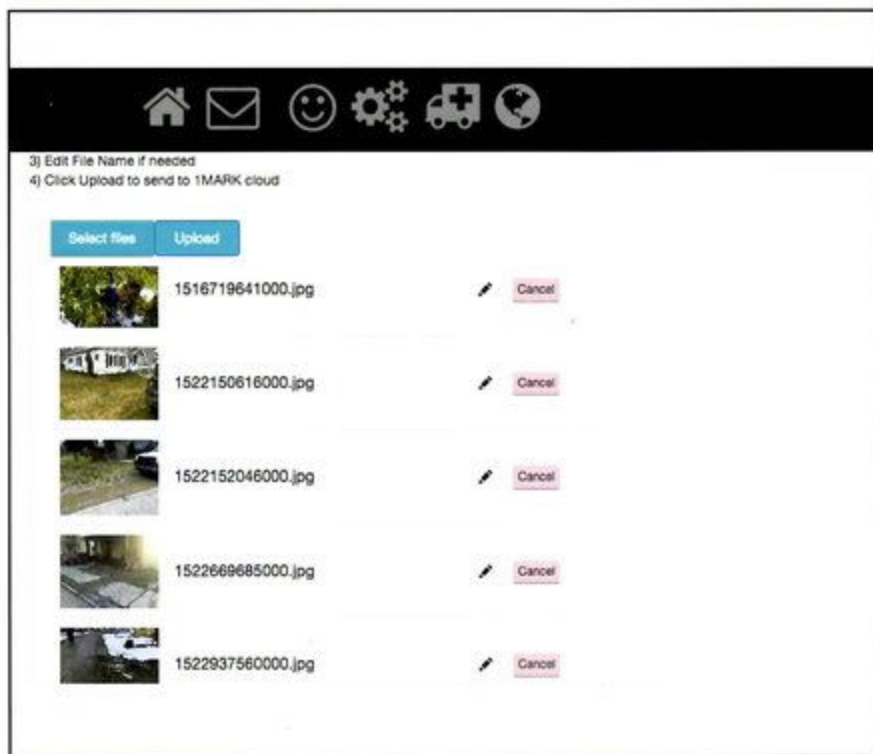 3) Edit File Name if needed
4) Click Upload to send to 1MARK cloud
Select files Upload
1516719641000.jpg Cancel
1522150616000.jpg Cancel
1522152046000.jpg Cancel
1522669685000.jpg Cancel
1522937560000.jpg Cancel